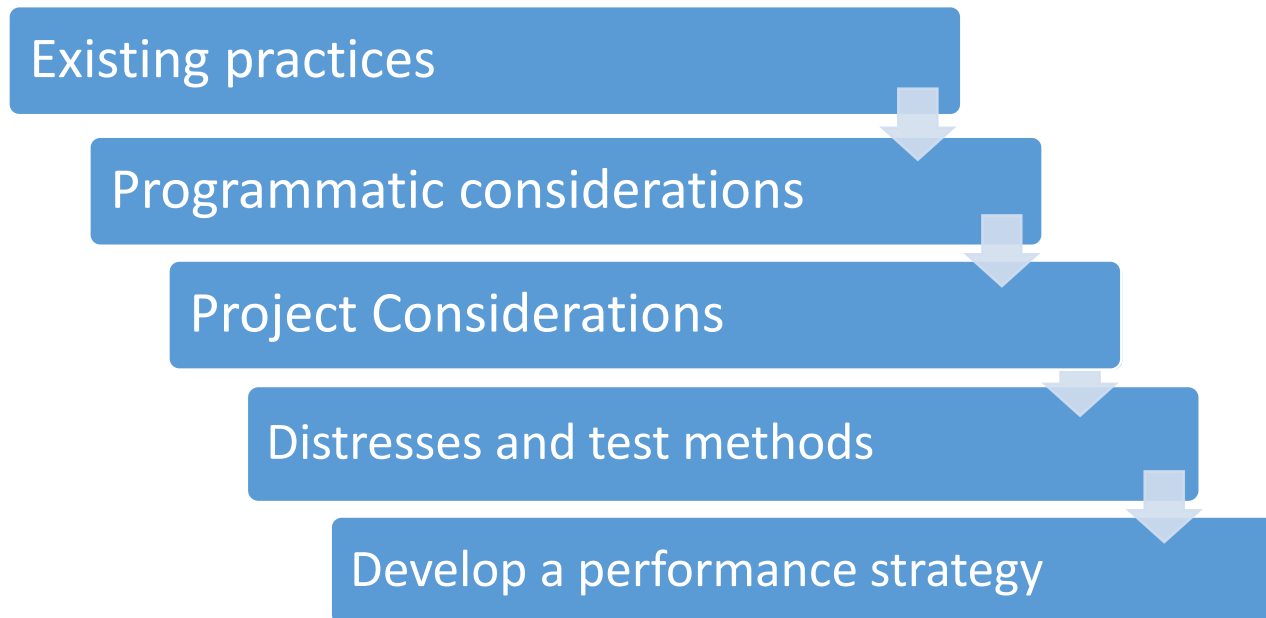 Existing practices
Programmatic considerations
Project Considerations
Distresses and test methods
Develop a performance strategy